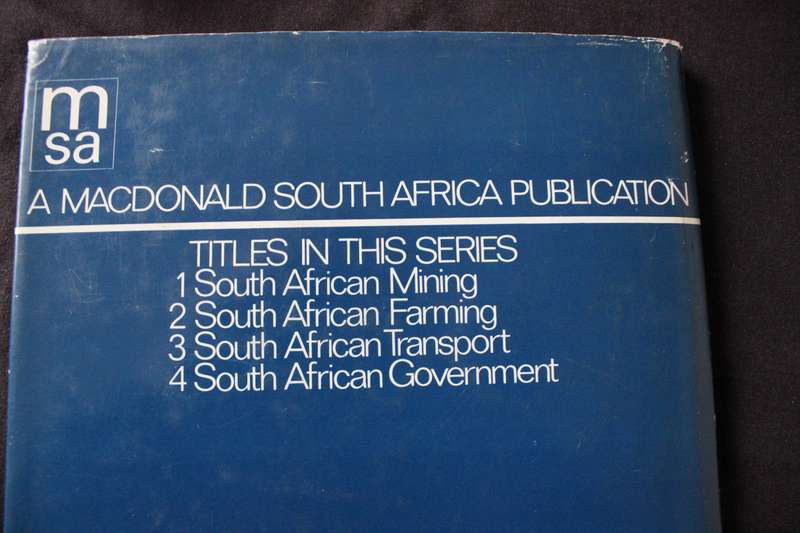 m
sa
A MACDONALD SOUTH AFRICA PUBLICATION
TITLES IN THIS SERIES
1 South African Mining
2 South African Farming
3 South African Transport
4 South African Government